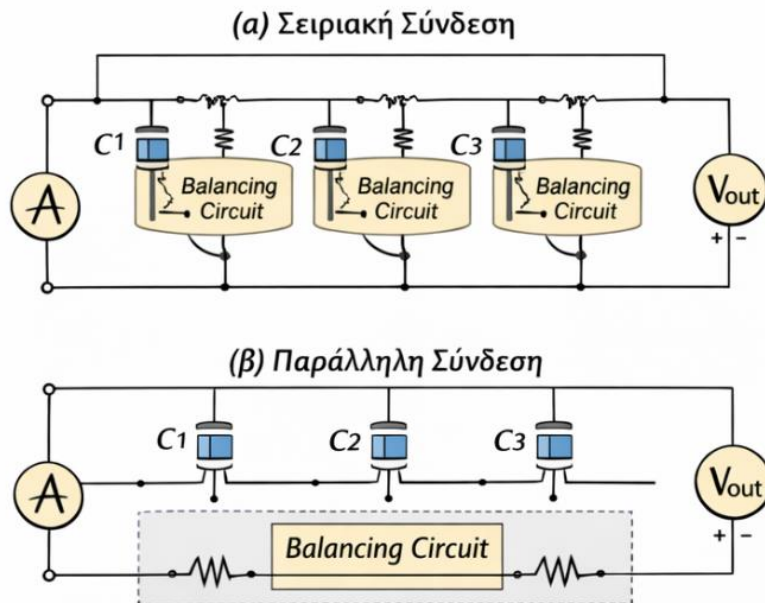 (a) Σειριακή Σύνδεση
C1
C2
C3
A
Balancing
Circuit
Balancing
Circuit
Balancing
Circuit
Vout
+ −
(β) Παράλληλη Σύνδεση
C1
C2
C3
A
Vout
+ −
Balancing Circuit